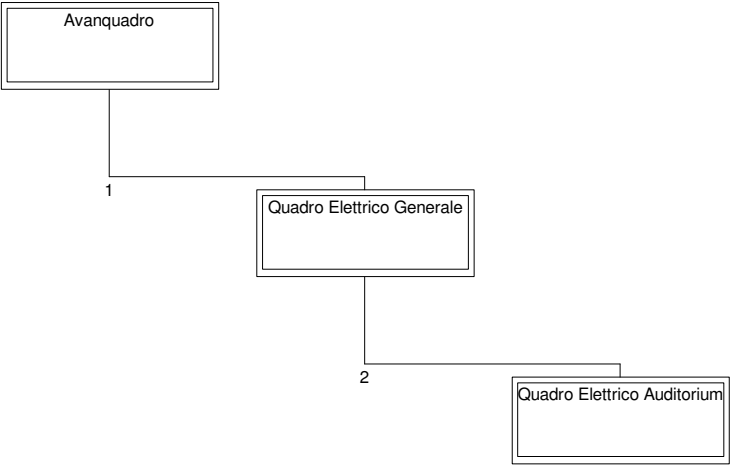 Avanquadro
1
Quadro Elettrico Generale
2
Quadro Elettrico Auditorium